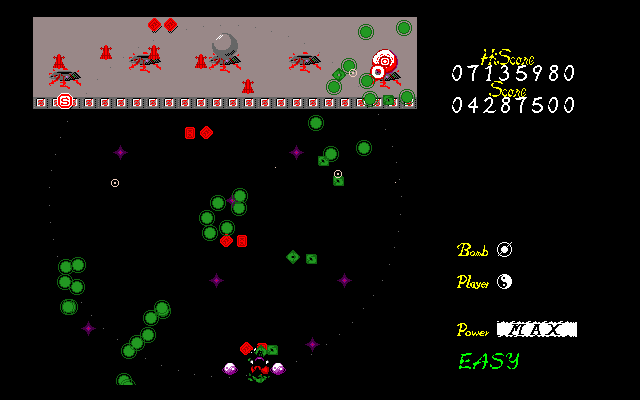 HiScore
07135980
Score
04287500
S
Bomb
Player
Power MAX
EASY